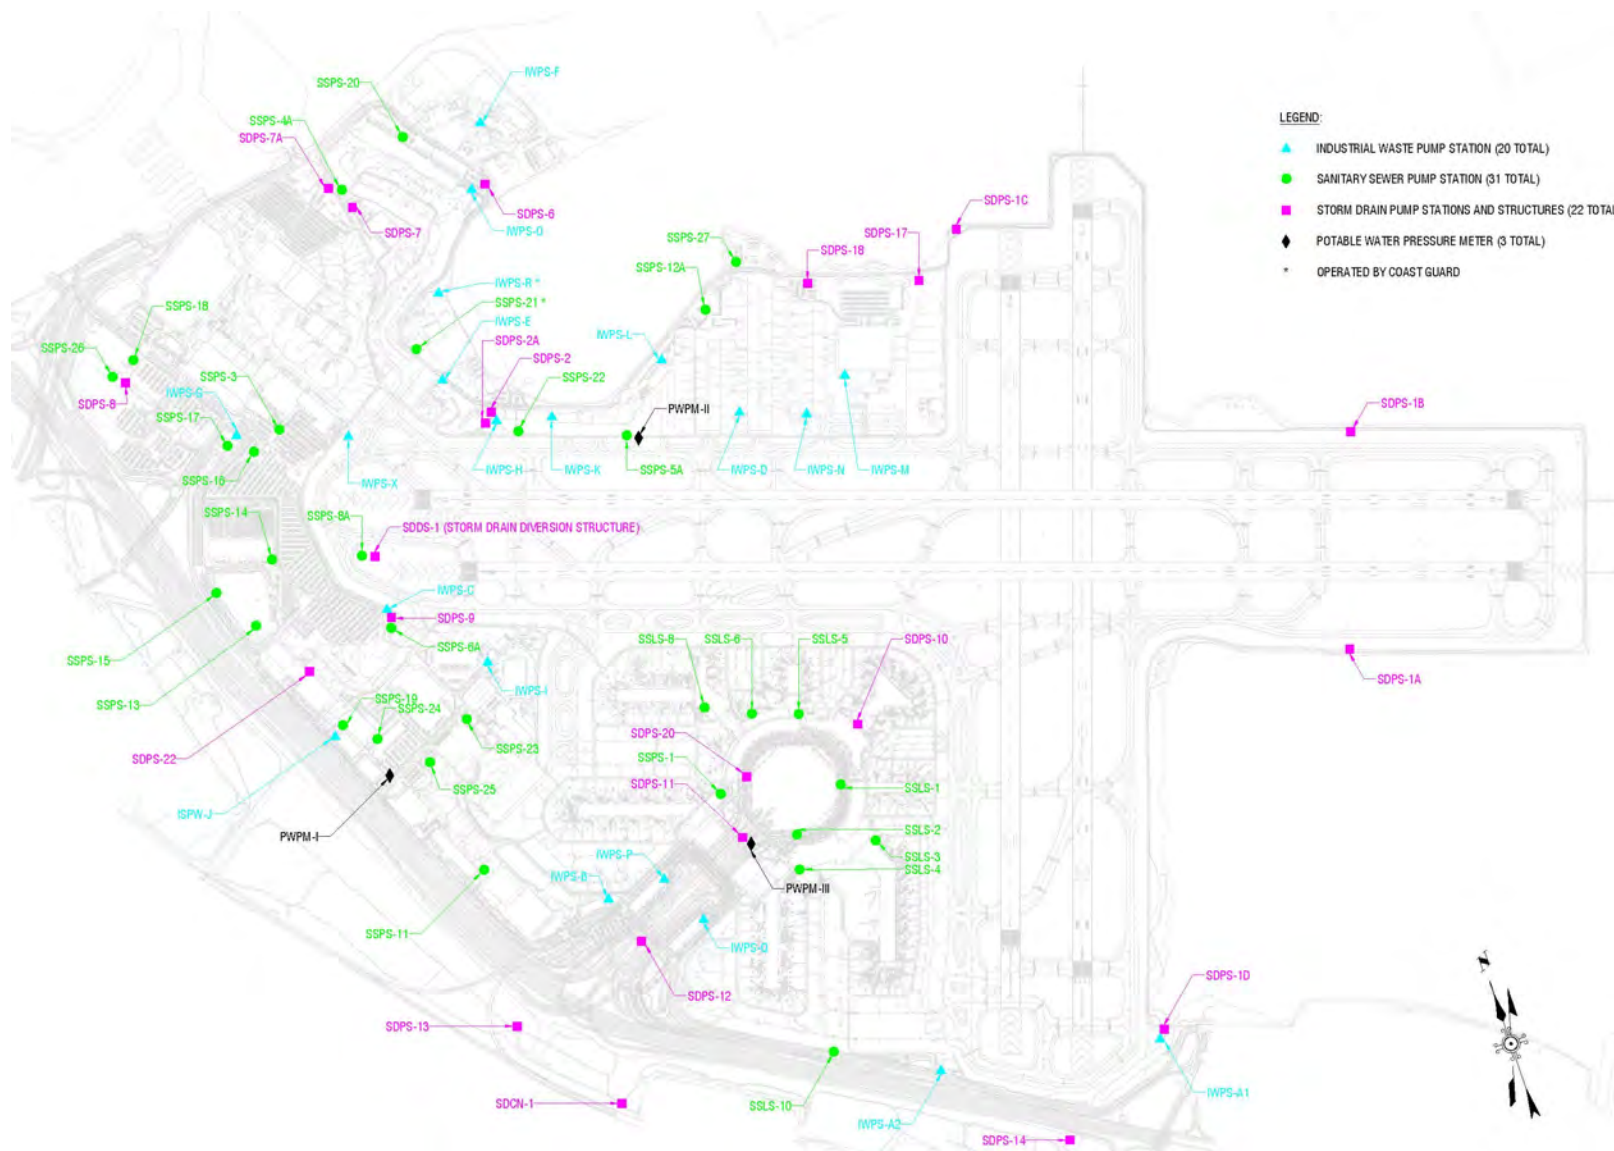 IWPS-F
SSPS-20
SSPS-4A
SDPS-7A
SDPS-6
SDPS-7
IWPS-O
SDPS-1C
SSPS-27
SDPS-17
SDPS-18
SSPS-12A
IWPS-R *
SSPS-21 *
SSPS-18
IWPS-E
IWPS-L
SDPS-2A
SDPS-2
SSPS-26
SSPS-3
SSPS-22
IWPS-G
SDPS-8
PWPM-II
SDPS-1B
SSPS-17
SSPS-16
IWPS-X
IWPS-H
IWPS-K
SSPS-5A
IWPS-D
IWPS-N
IWPS-M
SSPS-14
SSPS-8A
SDDS-1 (STORM DRAIN DIVERSION STRUCTURE)
IWPS-C
SDPS-9
SSPS-6A
SSLS-8
SSLS-6
SSLS-5
SDPS-10
SSPS-15
IWPS-I
SDPS-1A
SSPS-13
SSPS-19
SSPS-24
SDPS-22
SSPS-23
SDPS-20
SSPS-1
SDPS-11
SSPS-25
SSLS-1
ISPW-J
PWPM-I
SSLS-2
SSLS-3
SSLS-4
IWPS-P
IWPS-B
PWPM-III
SSPS-11
IWPS-Q
SDPS-12
SDPS-1D
SDPS-13
SDCN-1
SSLS-10
IWPS-A2
IWPS-A1
SDPS-14
LEGEND:
INDUSTRIAL WASTE PUMP STATION (20 TOTAL)
SANITARY SEWER PUMP STATION (31 TOTAL)
STORM DRAIN PUMP STATIONS AND STRUCTURES (22 TOTAL
POTABLE WATER PRESSURE METER (3 TOTAL)
* OPERATED BY COAST GUARD
N